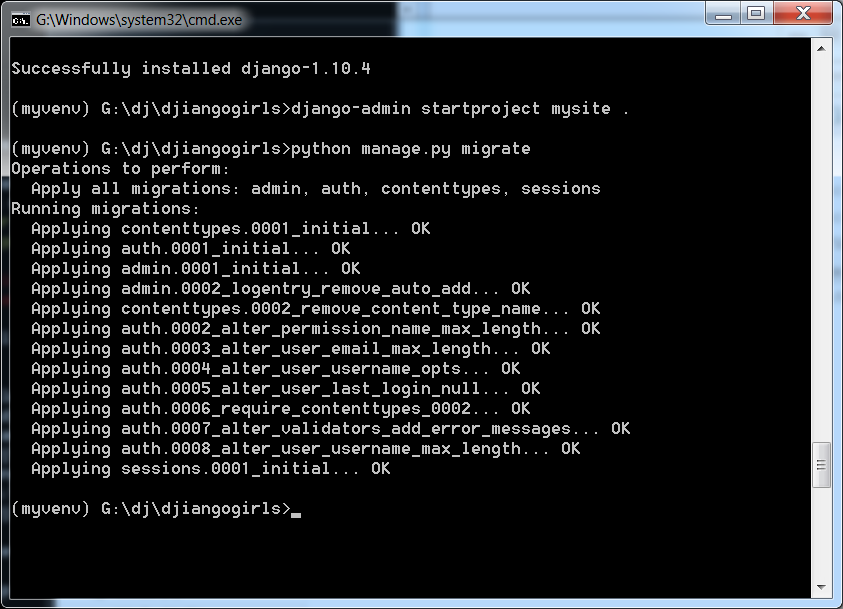 G:\Windows\system32\cmd.exe
Successfully installed django-1.10.4
(myvenv) G:\dj\djiangogirls>django-admin startproject mysite .
(myvenv) G:\dj\djiangogirls>python manage.py migrate
Operations to perform:
  Apply all migrations: admin, auth, contenttypes, sessions
Running migrations:
  Applying contenttypes.0001_initial... OK
  Applying auth.0001_initial... OK
  Applying admin.0001_initial... OK
  Applying admin.0002_logentry_remove_auto_add... OK
  Applying contenttypes.0002_remove_content_type_name... OK
  Applying auth.0002_alter_permission_name_max_length... OK
  Applying auth.0003_alter_user_email_max_length... OK
  Applying auth.0004_alter_user_username_opts... OK
  Applying auth.0005_alter_user_last_login_null... OK
  Applying auth.0006_require_contenttypes_0002... OK
  Applying auth.0007_alter_validators_add_error_messages... OK
  Applying auth.0008_alter_user_username_max_length... OK
  Applying sessions.0001_initial... OK
(myvenv) G:\dj\djiangogirls>